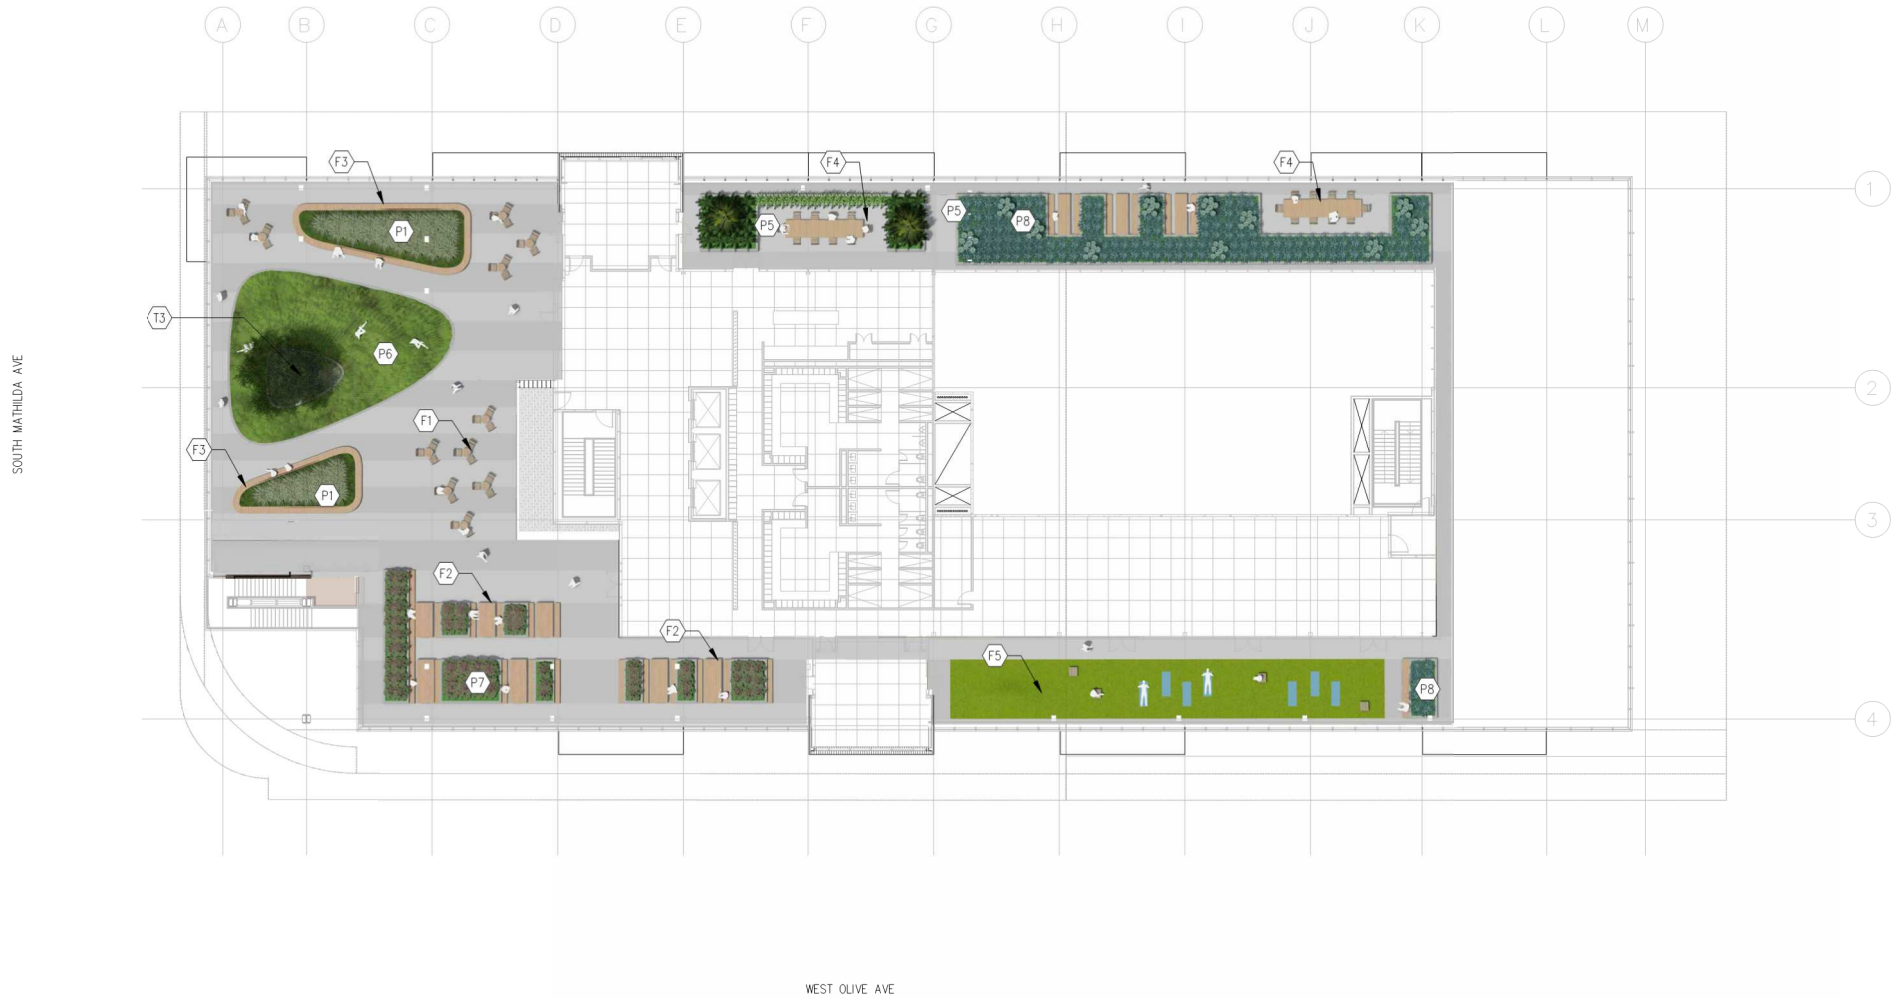 A B C D E F G H I J K L M
F3 F4 F4
1
P1 P5 P5 P8
T3
P6
SOUTH MATHILDA AVE
2
F1
F3
P1
3
F2
F2
F5
P7 P8
4
WEST OLIVE AVE